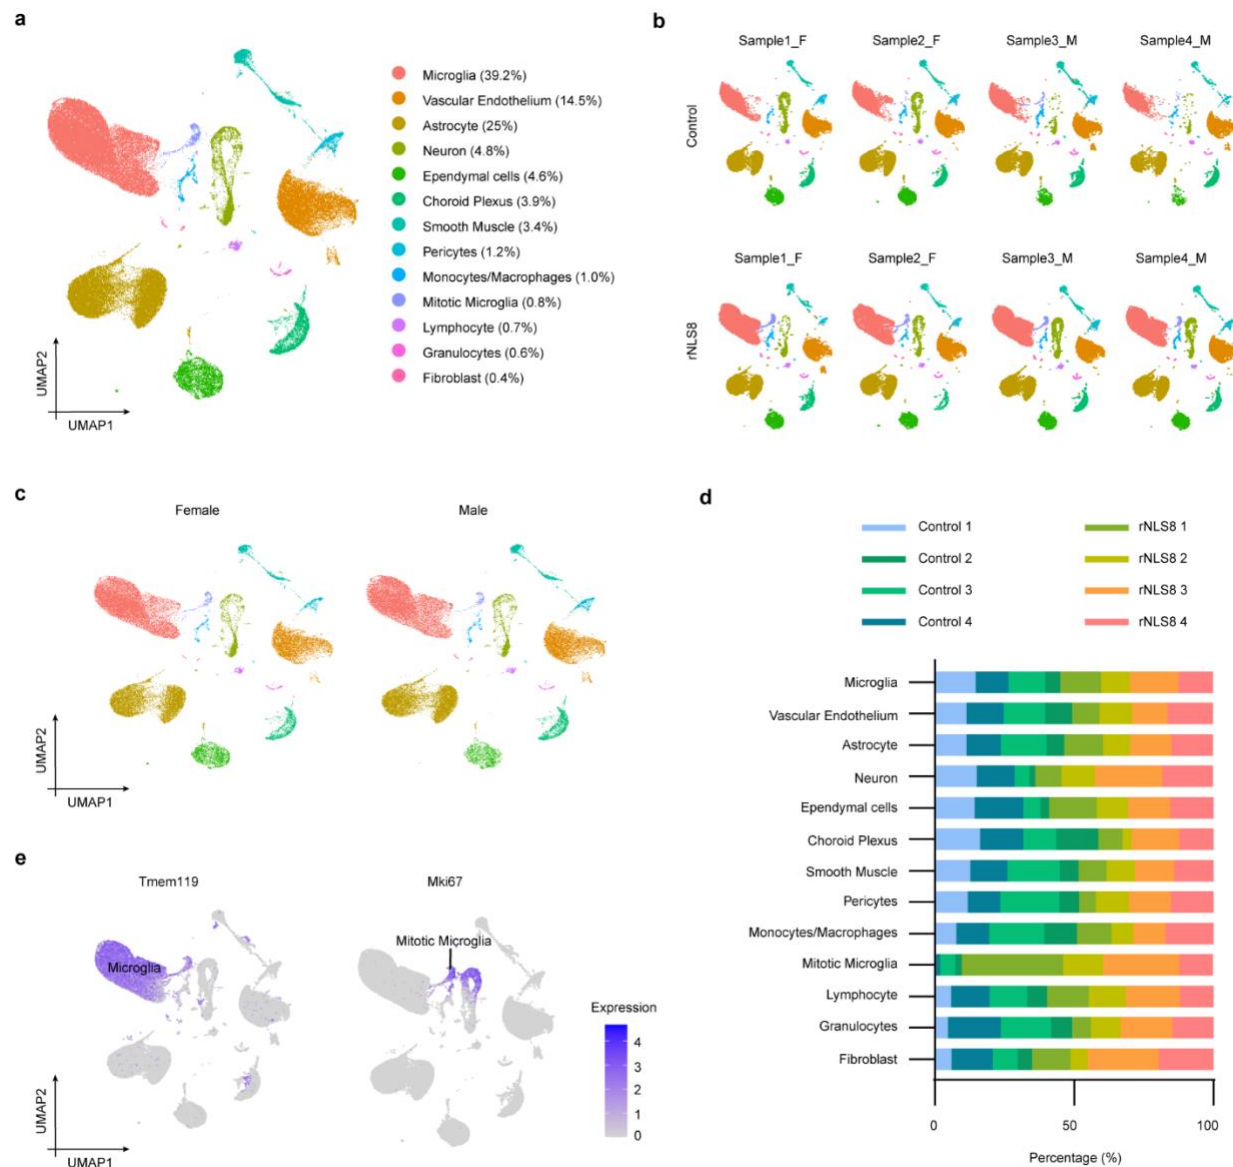 a
Microglia (39.2%)
Vascular Endothelium (14.5%)
Astrocyte (25%)
Neuron (4.8%)
Ependymal cells (4.6%)
Choroid Plexus (3.9%)
Smooth Muscle (3.4%)
Pericytes (1.2%)
Monocytes/Macrophages (1.0%)
Mitotic Microglia (0.8%)
Lymphocyte (0.7%)
Granulocytes (0.6%)
Fibroblast (0.4%)
UMAP2
UMAP1
b
Sample1_F Sample2_F Sample3_M Sample4_M
Control
Sample1_F Sample2_F Sample3_M Sample4_M
rNLS8
c
Female Male
UMAP2
UMAP1
d
Control 1 rNLS8 1
Control 2 rNLS8 2
Control 3 rNLS8 3
Control 4 rNLS8 4
Microglia
Vascular Endothelium
Astrocyte
Neuron
Ependymal cells
Choroid Plexus
Smooth Muscle
Pericytes
Monocytes/Macrophages
Mitotic Microglia
Lymphocyte
Granulocytes
Fibroblast
0 50 100
Percentage (%)
e
Tmem119 Mki67
Mitotic Microglia
Microglia
Expression
4
3
2
1
0
UMAP2
UMAP1